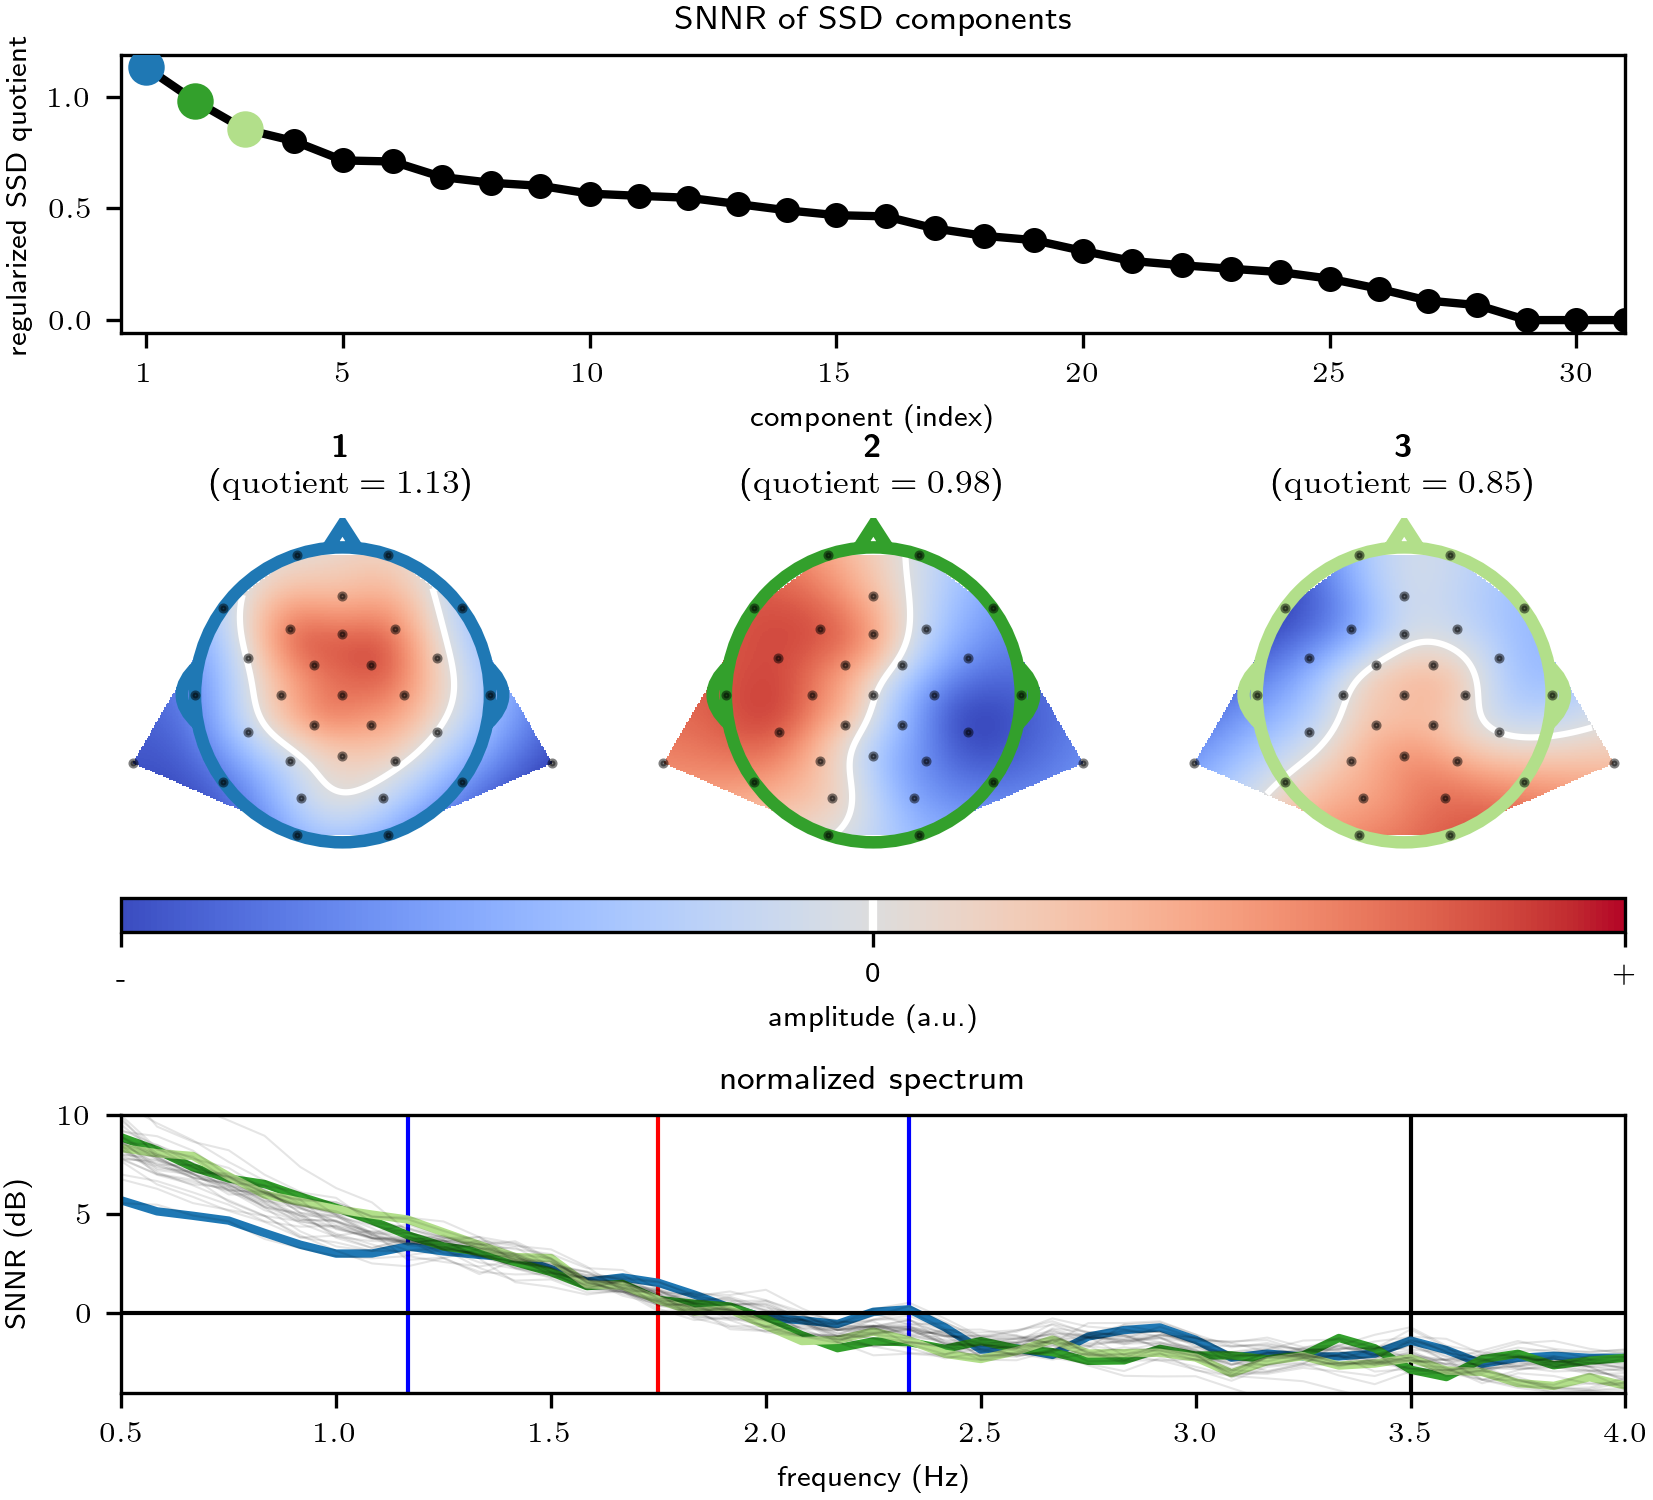 SNNR of SSD components
regularized SSD quotient
1.0
0.5
0.0
1 5 10 15 20 25 30
component (index)
1 2 3
(quotient = 1.13) (quotient = 0.98) (quotient = 0.85)
- 0 +
amplitude (a.u.)
normalized spectrum
SNNR (dB)
10
5
0
0.5 1.0 1.5 2.0 2.5 3.0 3.5 4.0
frequency (Hz)